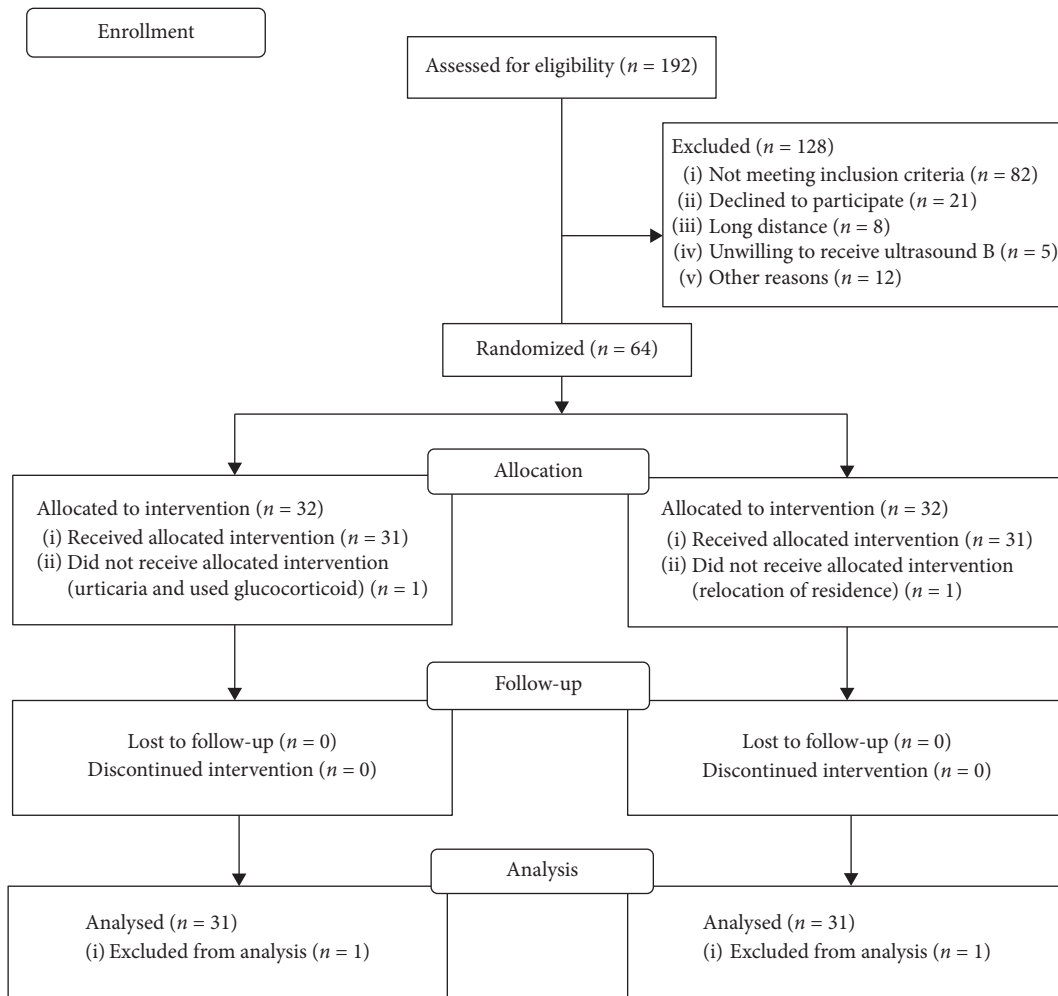 Enrollment
Assessed for eligibility (n = 192)
Excluded (n = 128)
(i) Not meeting inclusion criteria (n = 82)
(ii) Declined to participate (n = 21)
(iii) Long distance (n = 8)
(iv) Unwilling to receive ultrasound B (n = 5)
(v) Other reasons (n = 12)
Randomized (n = 64)
Allocation
Allocated to intervention (n = 32)
(i) Received allocated intervention (n = 31)
(ii) Did not receive allocated intervention
(urticaria and used glucocorticoid) (n = 1)
Allocated to intervention (n = 32)
(i) Received allocated intervention (n = 31)
(ii) Did not receive allocated intervention
(relocation of residence) (n = 1)
Follow-up
Lost to follow-up (n = 0)
Discontinued intervention (n = 0)
Lost to follow-up (n = 0)
Discontinued intervention (n = 0)
Analysis
Analysed (n = 31)
(i) Excluded from analysis (n = 1)
Analysed (n = 31)
(i) Excluded from analysis (n = 1)